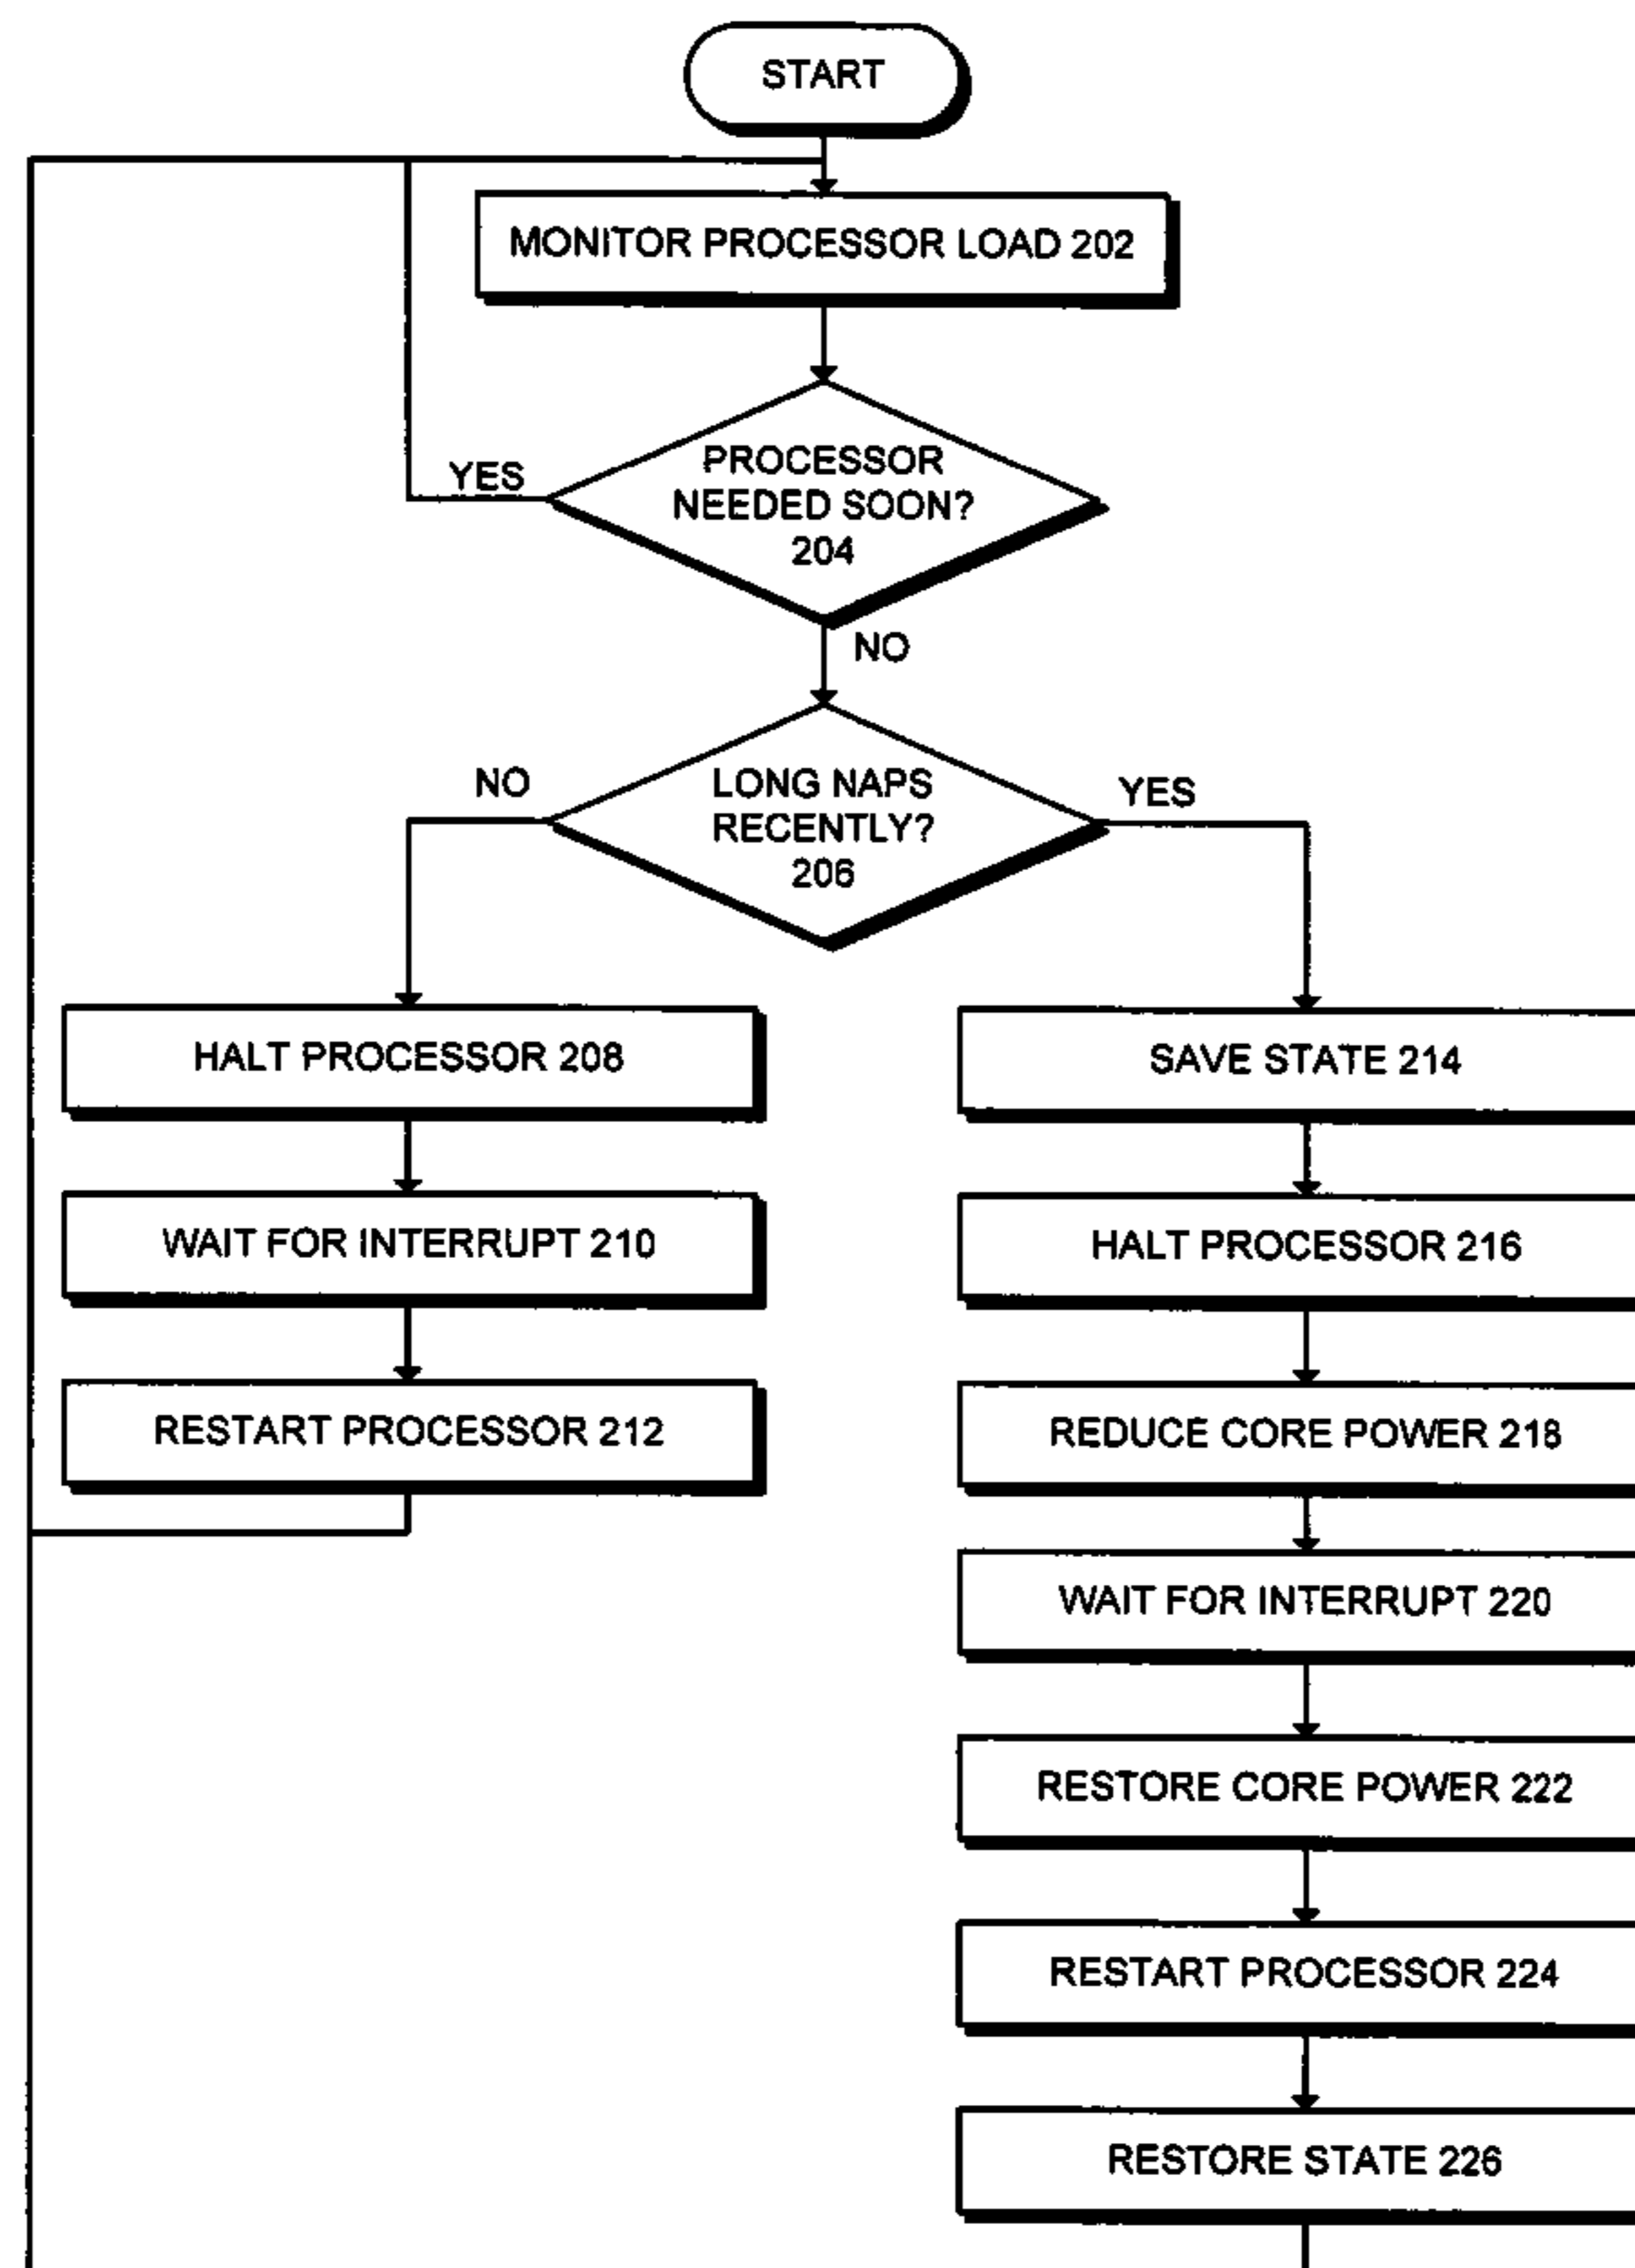 START
MONITOR PROCESSOR LOAD 202
PROCESSOR
NEEDED SOON?
204
YES
NO
LONG NAPS
RECENTLY?
206
NO
YES
HALT PROCESSOR 208
WAIT FOR INTERRUPT 210
RESTART PROCESSOR 212
SAVE STATE 214
HALT PROCESSOR 216
REDUCE CORE POWER 218
WAIT FOR INTERRUPT 220
RESTORE CORE POWER 222
RESTART PROCESSOR 224
RESTORE STATE 226